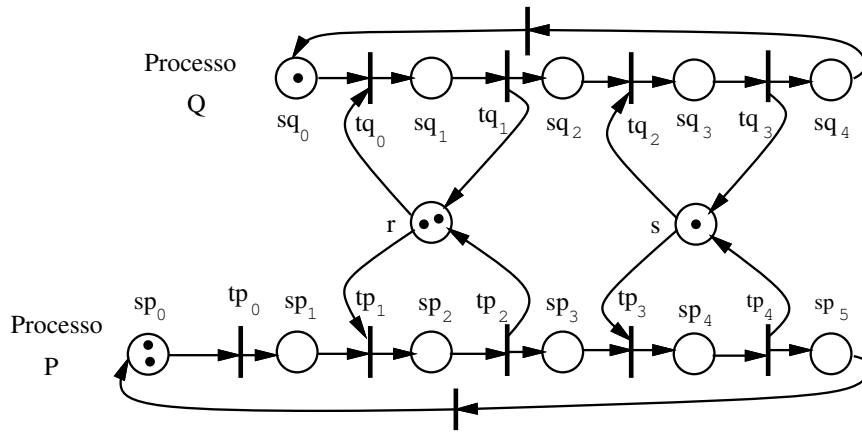 Processo
Q
sq0 tq0 sq1 tq1 sq2 tq2 sq3 tq3 sq4
r s
sp0 tp0 sp1 tp1 sp2 tp2 sp3 tp3 sp4 tp4 sp5
Processo
P